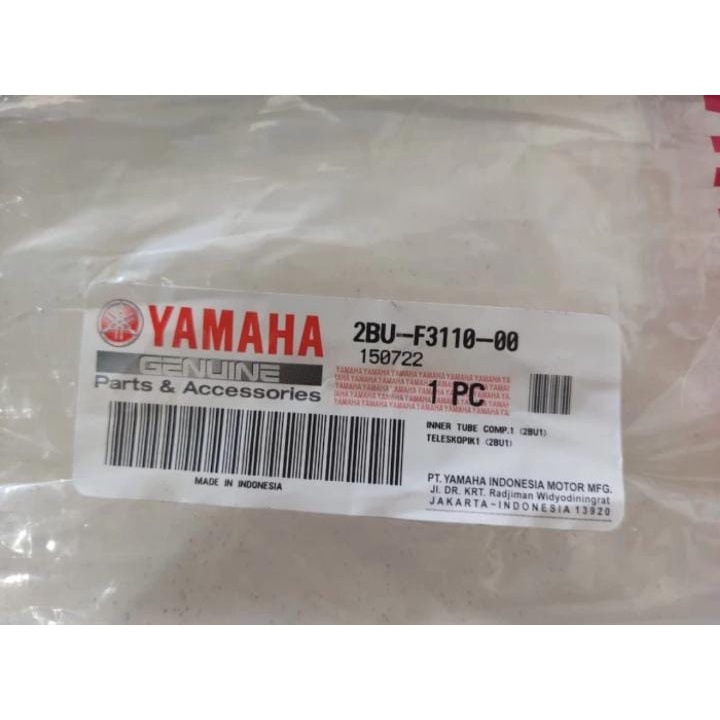 YAMAHA
GENUINE
Parts & Accessories
2BU-F3110-00
150722
1 PC
INNER TUBE COMP.1 (2BU1)
TELESKOPIK1 (2BU1)
MADE IN INDONESIA
PT. YAMAHA INDONESIA MOTOR MFG.
Jl. DR. KRT. Radjiman Widyodiningrat
JAKARTA-INDONESIA 13920